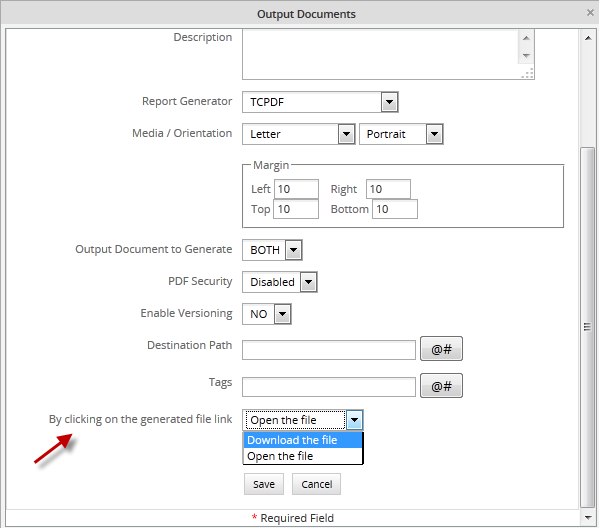 Output Documents ×
Description
Report Generator TCPDF
Media / Orientation Letter Portrait
Margin
Left 10 Right 10
Top 10 Bottom 10
Output Document to Generate BOTH
PDF Security Disabled
Enable Versioning NO
Destination Path @#
Tags @#
By clicking on the generated file link Open the file
Download the file
Open the file
Save Cancel
* Required Field